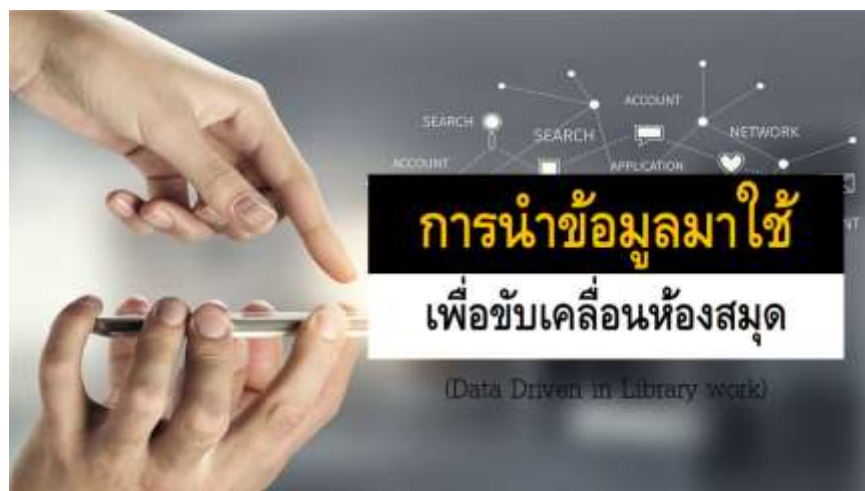 ACCOUNT
SEARCH
SEARCH
NETWORK
ACCOUNT
APPLICATION
การนำข้อมูลมาใช้
เพื่อขับเคลื่อนห้องสมุด
(Data Driven in Library work)